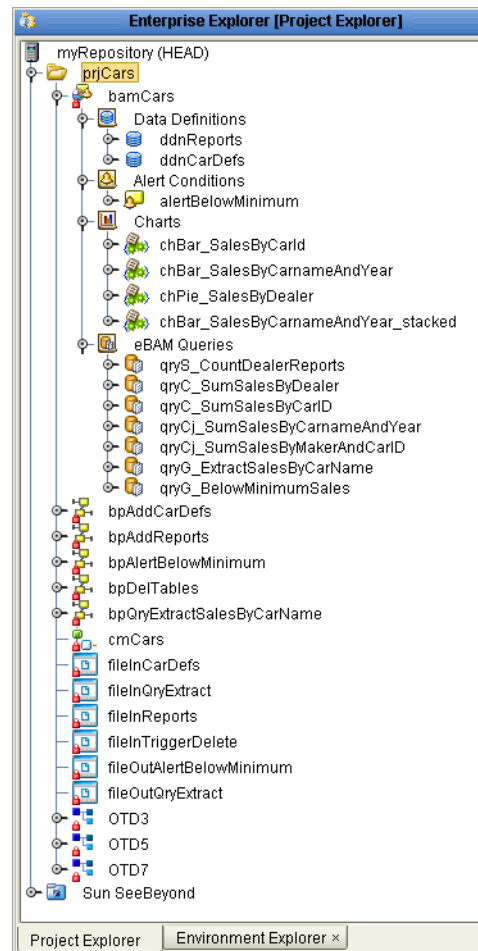 Enterprise Explorer [Project Explorer]
myRepository (HEAD)
prjCars
bamCars
Data Definitions
ddnReports
ddnCarDefs
Alert Conditions
alertBelowMinimum
Charts
chBar_SalesByCarId
chBar_SalesByCarnameAndYear
chPie_SalesByDealer
chBar_SalesByCarnameAndYear_stacked
eBAM Queries
qryS_CountDealerReports
qryC_SumSalesByDealer
qryC_SumSalesByCarID
qryCj_SumSalesByCarnameAndYear
qryCj_SumSalesByMakerAndCarID
qryG_ExtractSalesByCarName
qryG_BelowMinimumSales
bpAddCarDefs
bpAddReports
bpAlertBelowMinimum
bpDelTables
bpQryExtractSalesByCarName
cmCars
fileInCarDefs
fileInQryExtract
fileInReports
fileInTriggerDelete
fileOutAlertBelowMinimum
fileOutQryExtract
OTD3
OTD5
OTD7
Sun SeeBeyond
Project Explorer Environment Explorer ×